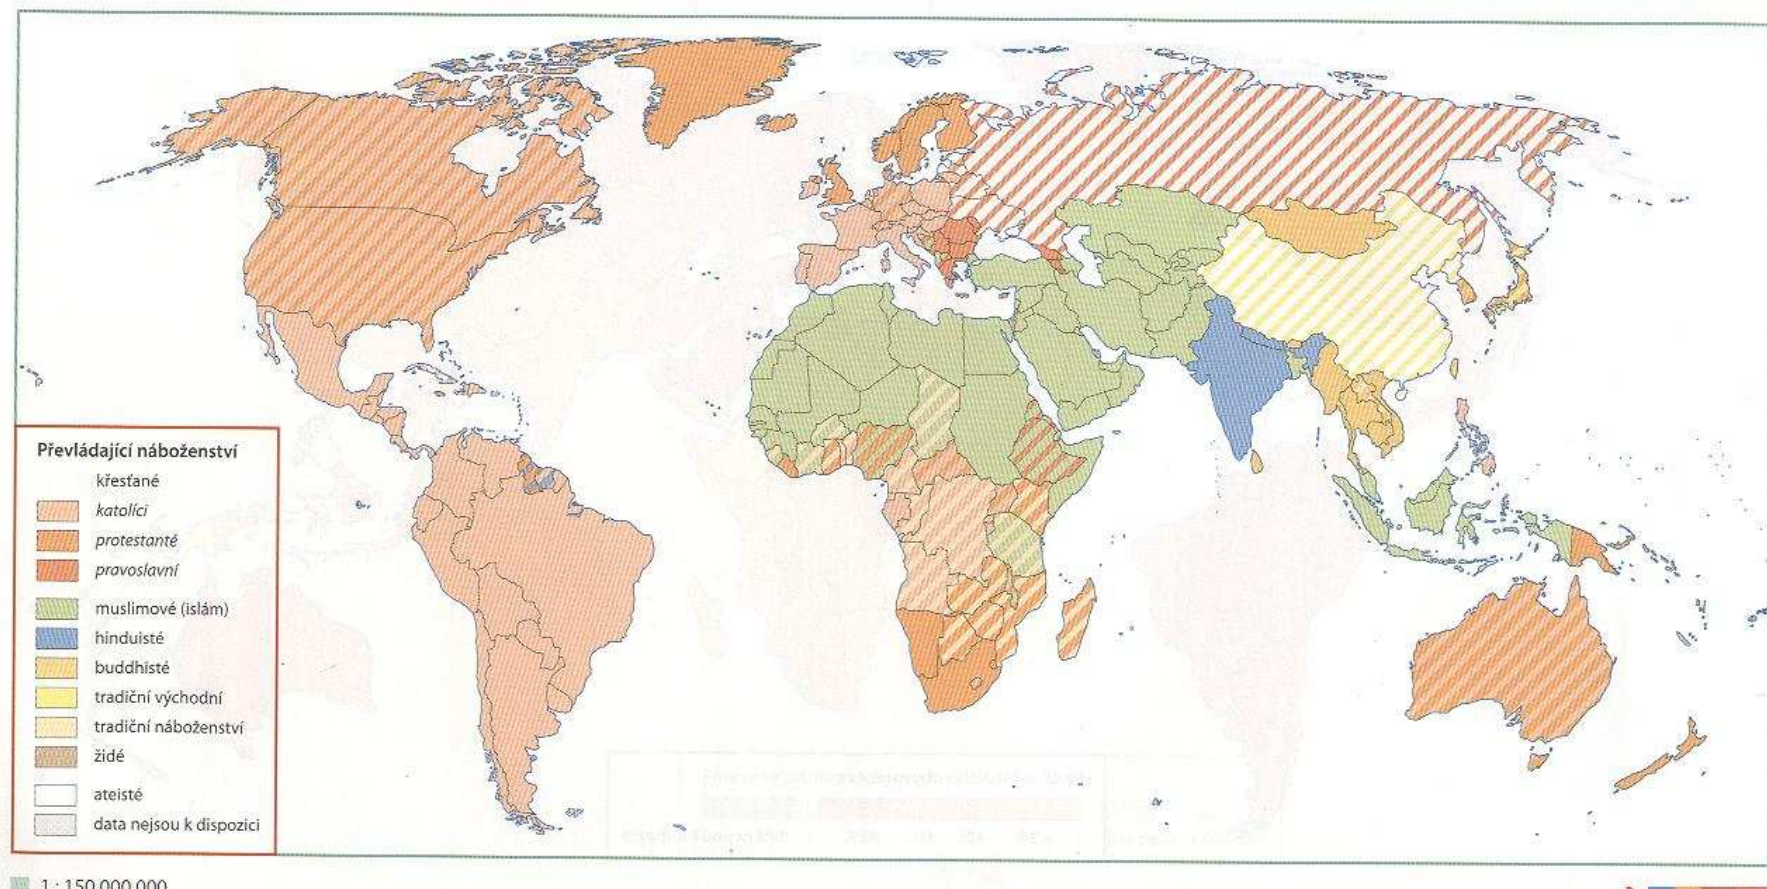 Převládající náboženství
křesťané
katolíci
protestanté
pravoslavní
muslimové (islám)
hinduisté
buddhisté
tradiční východní
tradiční náboženství
židé
ateisté
data nejsou k dispozici
1 : 150 000 000